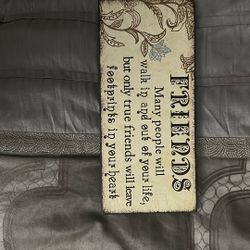 FRIENDS
Many people will
walk in and out of your life,
but only true friends will leave
footprints in your heart